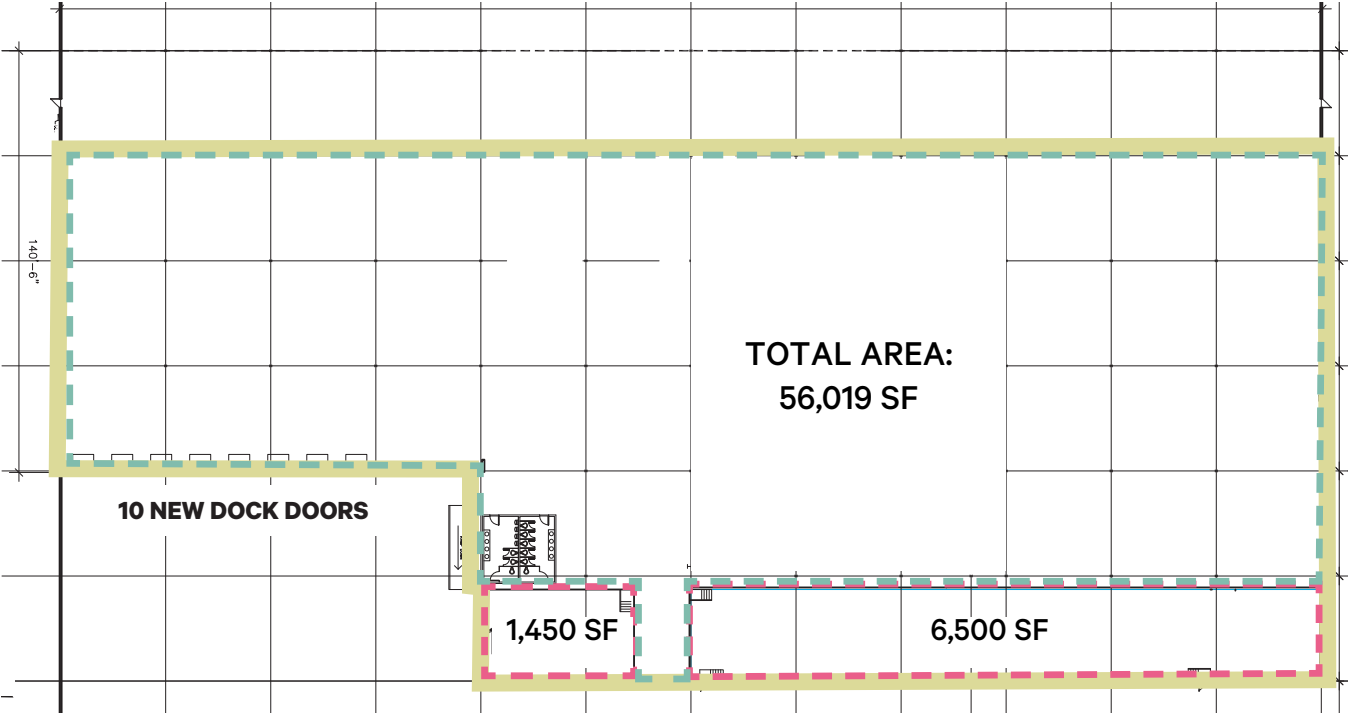 140'-6"
TOTAL AREA:
56,019 SF
10 NEW DOCK DOORS
1,450 SF
6,500 SF